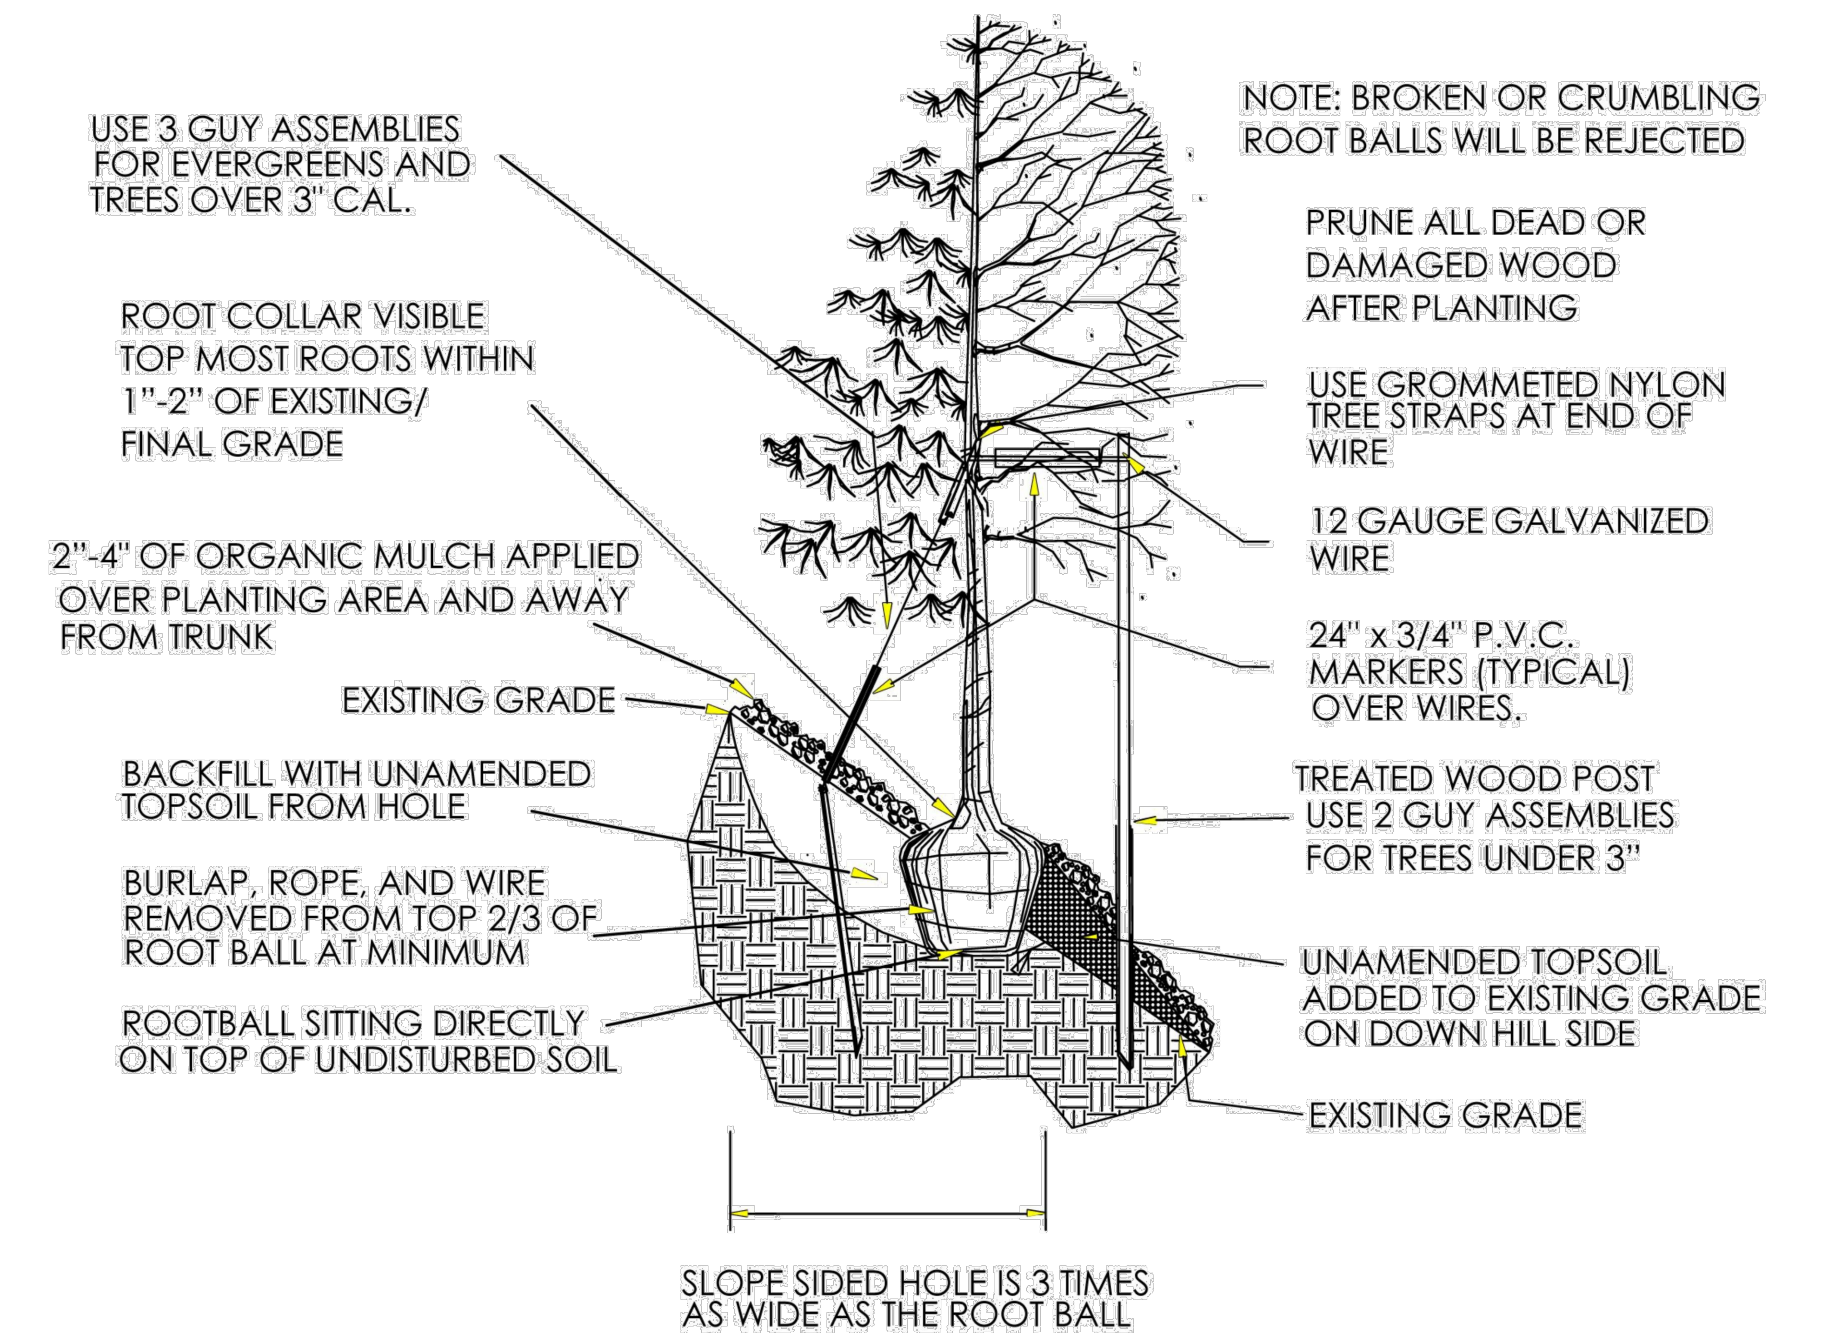 USE 3 GUY ASSEMBLIES
FOR EVERGREENS AND
TREES OVER 3" CAL.
ROOT COLLAR VISIBLE
TOP MOST ROOTS WITHIN
1”-2” OF EXISTING/
FINAL GRADE
2”-4" OF ORGANIC MULCH APPLIED
OVER PLANTING AREA AND AWAY
FROM TRUNK
EXISTING GRADE
BACKFILL WITH UNAMENDED
TOPSOIL FROM HOLE
BURLAP, ROPE, AND WIRE
REMOVED FROM TOP 2/3 OF
ROOT BALL AT MINIMUM
ROOTBALL SITTING DIRECTLY
ON TOP OF UNDISTURBED SOIL
NOTE: BROKEN OR CRUMBLING
ROOT BALLS WILL BE REJECTED
PRUNE ALL DEAD OR
DAMAGED WOOD
AFTER PLANTING
USE GROMMETED NYLON
TREE STRAPS AT END OF
WIRE
12 GAUGE GALVANIZED
WIRE
24" x 3/4" P.V.C.
MARKERS (TYPICAL)
OVER WIRES.
TREATED WOOD POST
USE 2 GUY ASSEMBLIES
FOR TREES UNDER 3”
UNAMENDED TOPSOIL
ADDED TO EXISTING GRADE
ON DOWN HILL SIDE
EXISTING GRADE
SLOPE SIDED HOLE IS 3 TIMES
AS WIDE AS THE ROOT BALL